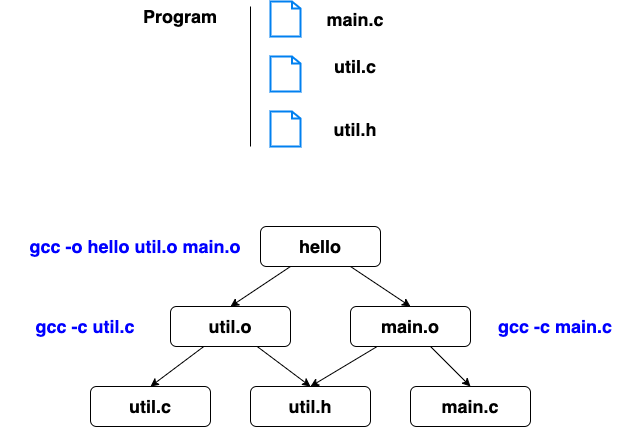 Program
main.c
util.c
util.h
gcc -o hello util.o main.o
hello
gcc -c util.c
util.o
main.o
gcc -c main.c
util.c
util.h
main.c